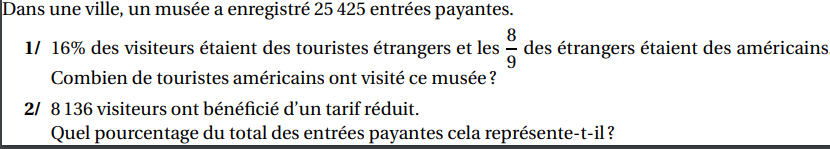 Dans une ville, un musée a enregistré 25 425 entrées payantes.
1/ 16% des visiteurs étaient des touristes étrangers et les 8/9 des étrangers étaient des américains.
Combien de touristes américains ont visité ce musée ?
2/ 8 136 visiteurs ont bénéficié d'un tarif réduit.
Quel pourcentage du total des entrées payantes cela représente-t-il ?